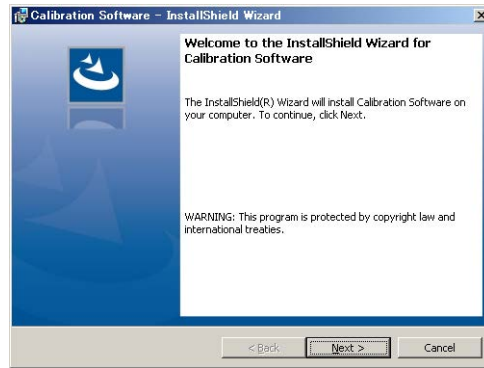 Calibration Software - InstallShield Wizard
Welcome to the InstallShield Wizard for
Calibration Software
The InstallShield(R) Wizard will install Calibration Software on
your computer. To continue, click Next.
WARNING: This program is protected by copyright law and
international treaties.
< Back Next > Cancel